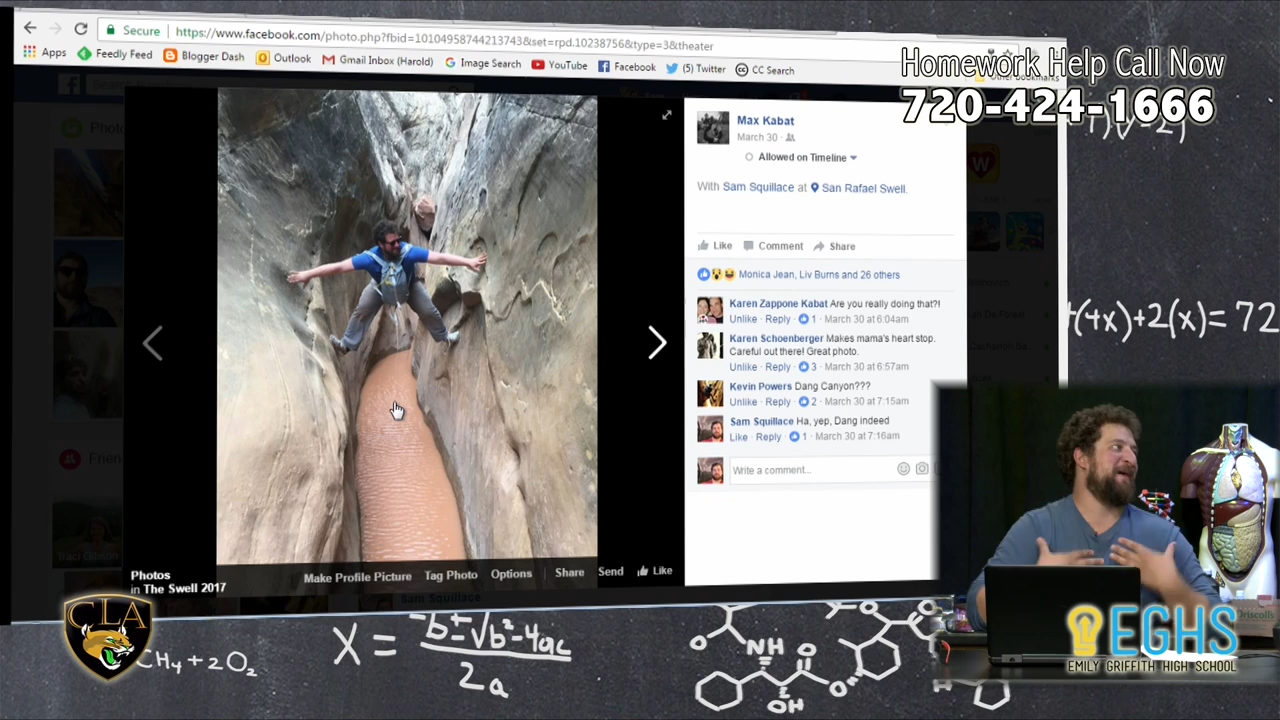 Secure https://www.facebook.com/photo.php?fbid=10104958744213743&set=rpd.10238756&type=3&theater
Apps Feedly Feed Blogger Dash Outlook Gmail Inbox (Harold) Image Search YouTube Facebook (5) Twitter CC Search
Homework Help Call Now
720-424-1666
Max Kabat
March 30
Allowed on Timeline
With Sam Squillace at San Rafael Swell.
Like Comment Share
Monica Jean, Liv Burns and 26 others
Karen Zappone Kabat Are you really doing that?!
Unlike · Reply · 1 · March 30 at 6:04am
Karen Schoenberger Makes mama's heart stop.
Careful out there! Great photo.
Unlike · Reply · 3 · March 30 at 6:57am
Kevin Powers Dang Canyon???
Unlike · Reply · 2 · March 30 at 7:15am
Sam Squillace Ha, yep, Dang indeed
Like · Reply · 1 · March 30 at 7:16am
Write a comment...
+(4x)+2(x)=72
Photos
in The Swell 2017
Make Profile Picture Tag Photo Options Share Send Like
CLA
CH4+2O2
X = -b±√b²-4ac
2a
NH
O
O
OH
O
EGHS
EMILY GRIFFITH HIGH SCHOOL